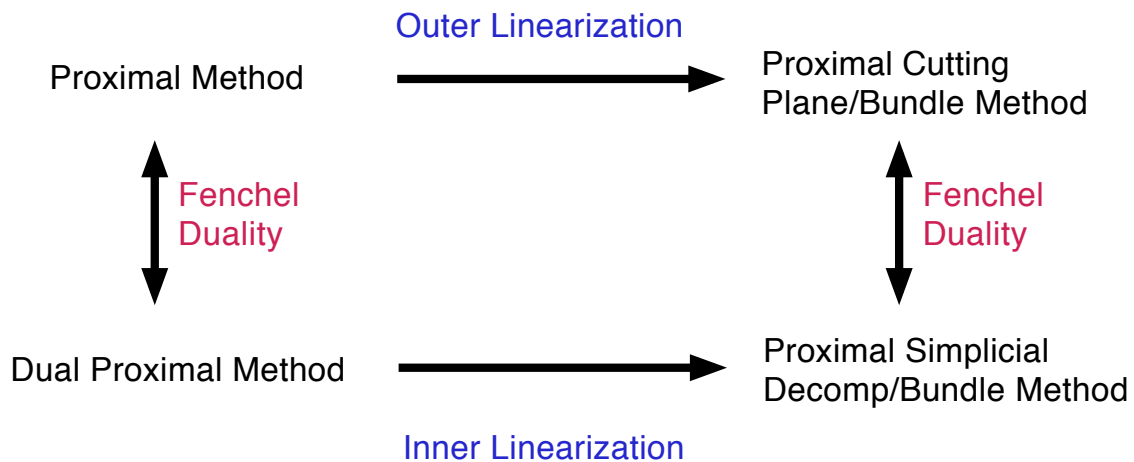 Outer Linearization
Proximal Method
Proximal Cutting
Plane/Bundle Method
Fenchel
Duality
Fenchel
Duality
Dual Proximal Method
Proximal Simplicial
Decomp/Bundle Method
Inner Linearization